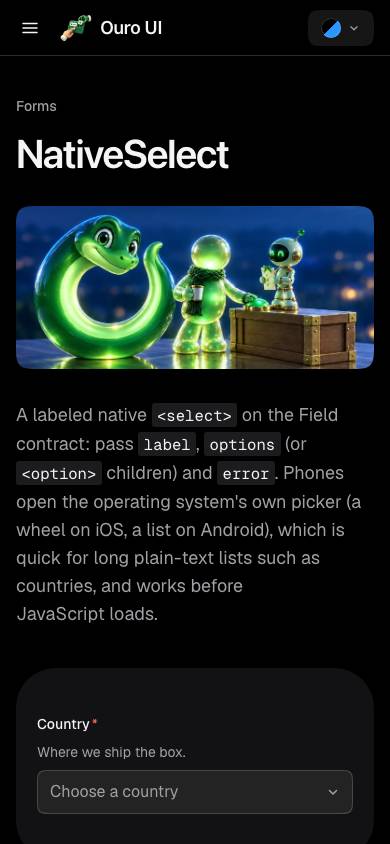 Ouro UI
Forms
NativeSelect
A labeled native <select> on the Field
contract: pass label, options (or
<option> children) and error. Phones
open the operating system's own picker (a
wheel on iOS, a list on Android), which is
quick for long plain-text lists such as
countries, and works before
JavaScript loads.
Country*
Where we ship the box.
Choose a country